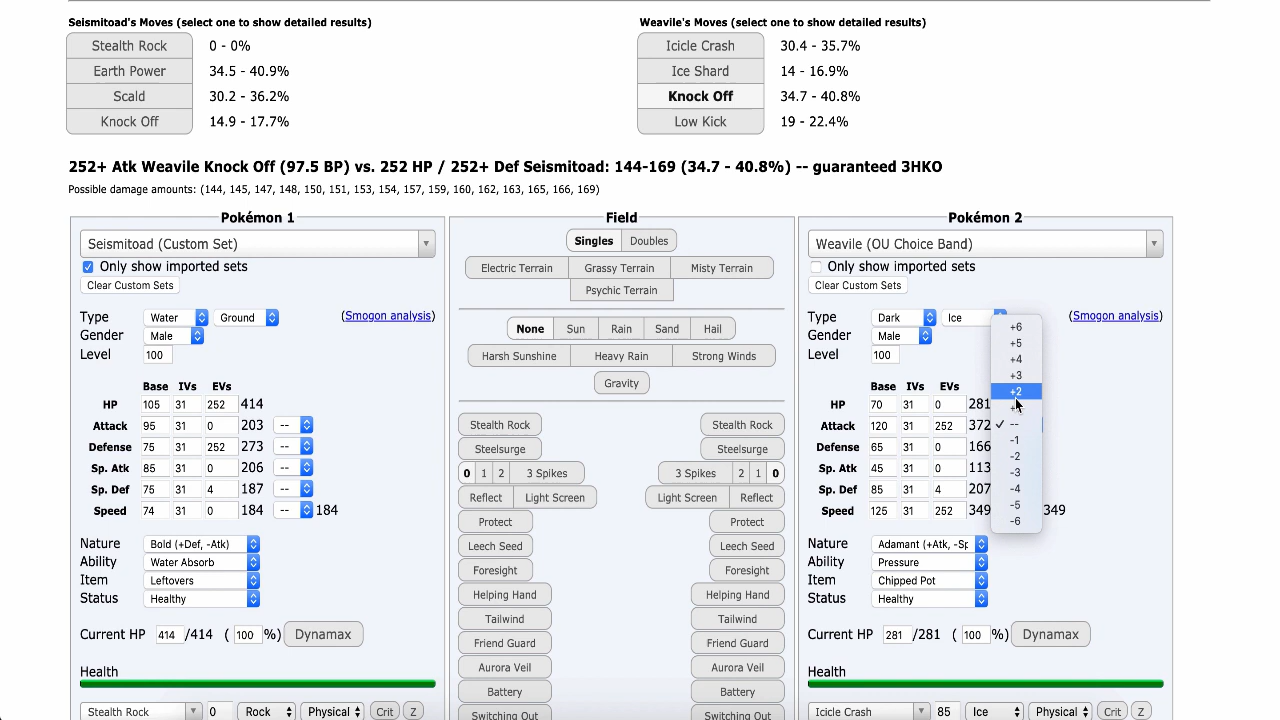 Seismitoad's Moves (select one to show detailed results)
Stealth Rock 0 - 0%
Earth Power 34.5 - 40.9%
Scald 30.2 - 36.2%
Knock Off 14.9 - 17.7%
Weavile's Moves (select one to show detailed results)
Icicle Crash 30.4 - 35.7%
Ice Shard 14 - 16.9%
Knock Off 34.7 - 40.8%
Low Kick 19 - 22.4%
252+ Atk Weavile Knock Off (97.5 BP) vs. 252 HP / 252+ Def Seismitoad: 144-169 (34.7 - 40.8%) -- guaranteed 3HKO
Possible damage amounts: (144, 145, 147, 148, 150, 151, 153, 154, 157, 159, 160, 162, 163, 165, 166, 169)
Pokémon 1
Seismitoad (Custom Set)
Only show imported sets
Clear Custom Sets
Type Water Ground (Smogon analysis)
Gender Male
Level 100
Base IVs EVs
HP 105 31 252 414
Attack 95 31 0 203 --
Defense 85 31 252 273 --
Sp. Atk 85 31 0 206 --
Sp. Def 75 31 4 187 --
Speed 74 31 0 184 -- 184
Nature Bold (+Def, -Atk)
Ability Water Absorb
Item Leftovers
Status Healthy
Current HP 414 /414 ( 100 %) Dynamax
Health
Stealth Rock 0 Rock Physical Crit Z
Field
Singles Doubles
Electric Terrain Grassy Terrain Misty Terrain
Psychic Terrain
None Sun Rain Sand Hail
Harsh Sunshine Heavy Rain Strong Winds
Gravity
Stealth Rock Stealth Rock
Steelsurge Steelsurge
0 1 2 3 Spikes 3 Spikes 2 1 0
Reflect Light Screen Light Screen Reflect
Protect Protect
Leech Seed Leech Seed
Foresight Foresight
Helping Hand Helping Hand
Tailwind Tailwind
Friend Guard Friend Guard
Aurora Veil Aurora Veil
Battery Battery
Switching Out Switching Out
Pokémon 2
Weavile (OU Choice Band)
Only show imported sets
Clear Custom Sets
Type Dark Ice (Smogon analysis)
Gender Male
Level 100
Base IVs EVs
HP 70 31 0 281
Attack 120 31 252 372
Defense 65 31 0 166
Sp. Atk 45 31 0 113
Sp. Def 85 31 4 207
Speed 125 31 252 349 349
+6
+5
+4
+3
+2
✓ --
-1
-2
-3
-4
-5
-6
Nature Adamant (+Atk, -Sp
Ability Pressure
Item Chipped Pot
Status Healthy
Current HP 281 /281 ( 100 %) Dynamax
Health
Icicle Crash 85 Ice Physical Crit Z